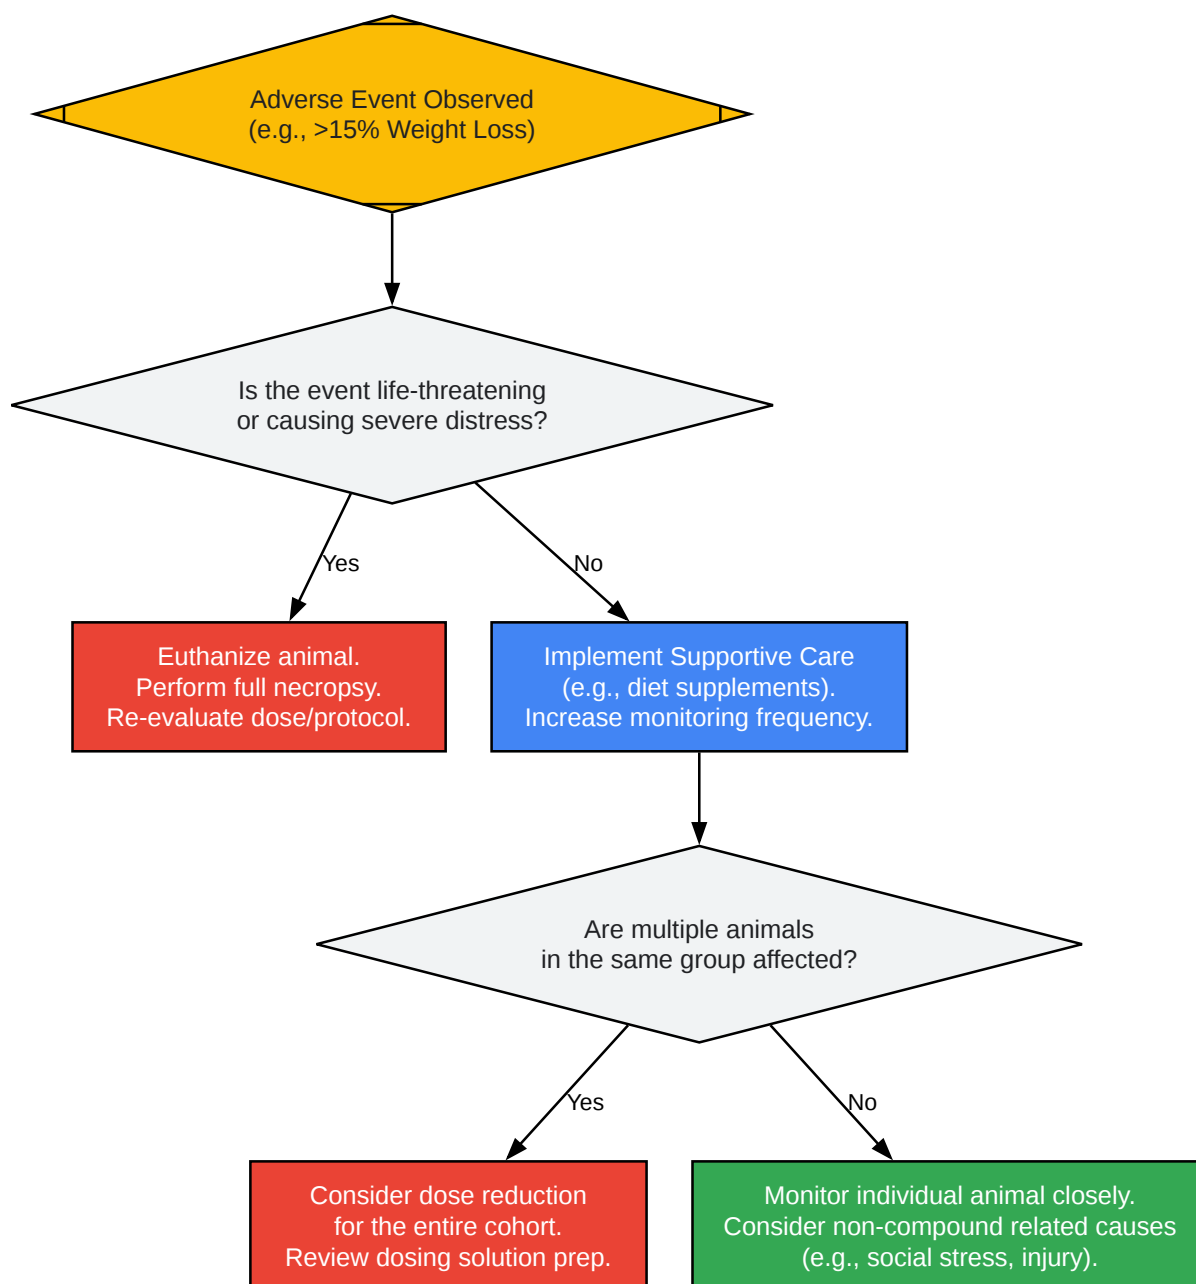 Adverse Event Observed
(e.g., >15% Weight Loss)
Is the event life-threatening
or causing severe distress?
Yes
No
Euthanize animal.
Perform full necropsy.
Re-evaluate dose/protocol.
Implement Supportive Care
(e.g., diet supplements).
Increase monitoring frequency.
Are multiple animals
in the same group affected?
Yes
No
Consider dose reduction
for the entire cohort.
Review dosing solution prep.
Monitor individual animal closely.
Consider non-compound related causes
(e.g., social stress, injury).